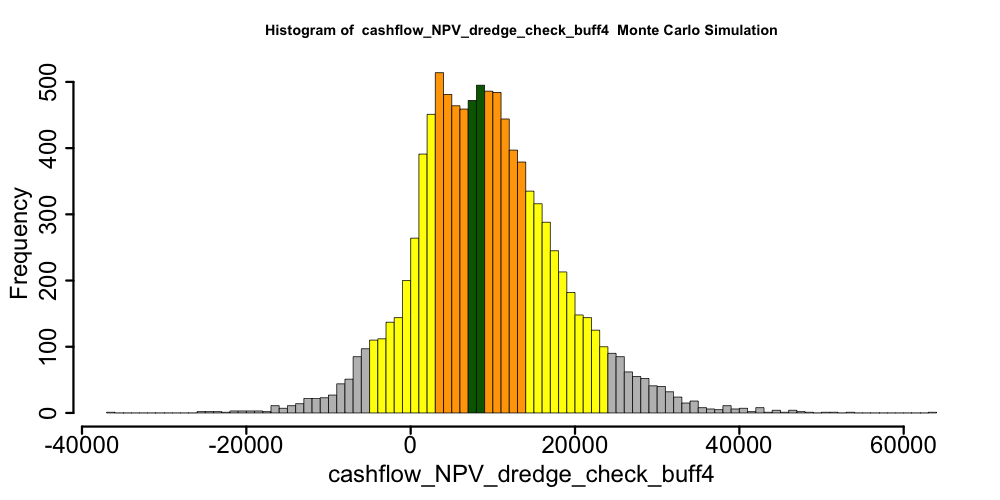 Histogram of  cashflow_NPV_dredge_check_buff4  Monte Carlo Simulation
Frequency
500
400
300
200
100
0
-40000 -20000 0 20000 40000 60000
cashflow_NPV_dredge_check_buff4